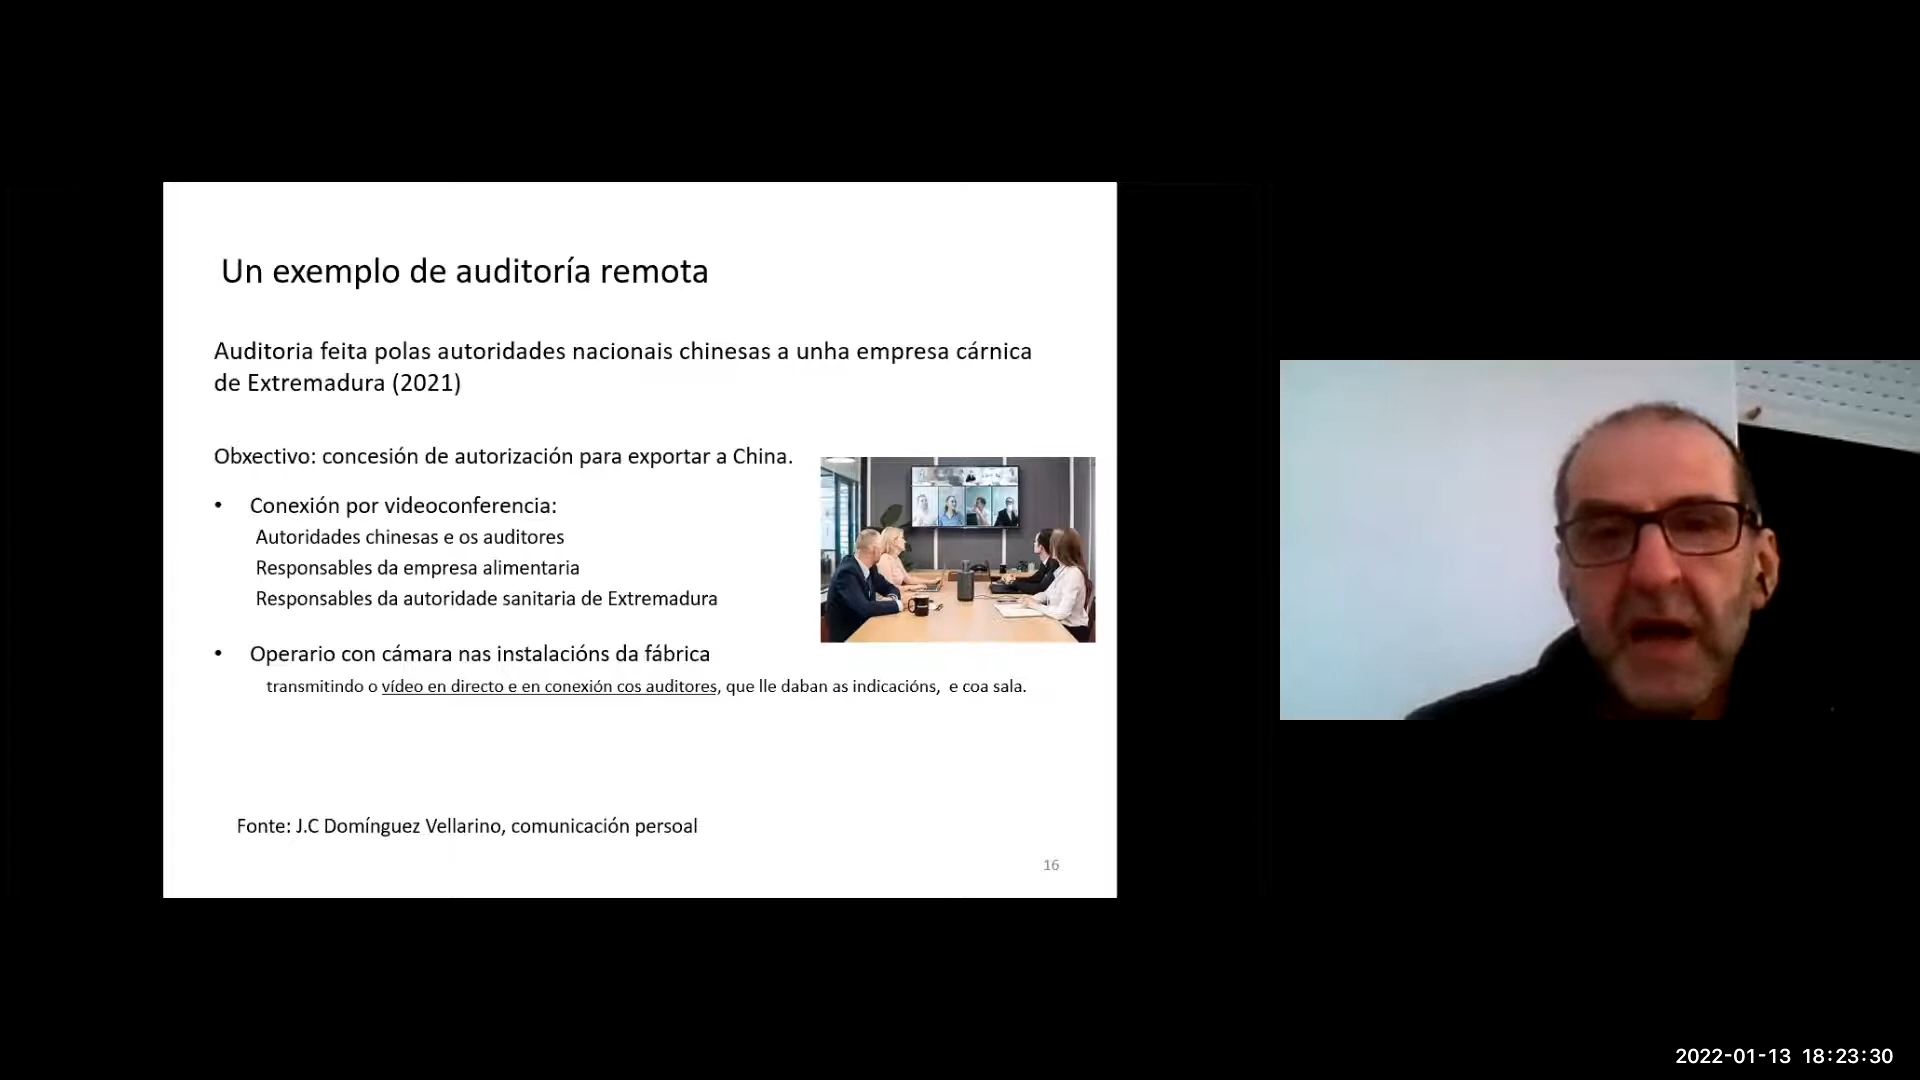 Un exemplo de auditoría remota
Auditoria feita polas autoridades nacionais chinesas a unha empresa cárnica
de Extremadura (2021)
Obxectivo: concesión de autorización para exportar a China.
• Conexión por videoconferencia:
Autoridades chinesas e os auditores
Responsables da empresa alimentaria
Responsables da autoridade sanitaria de Extremadura
• Operario con cámara nas instalacións da fábrica
transmitindo o vídeo en directo e en conexión cos auditores, que lle daban as indicacións, e coa sala.
Fonte: J.C Domínguez Vellarino, comunicación persoal
16
2022-01-13 18:23:30